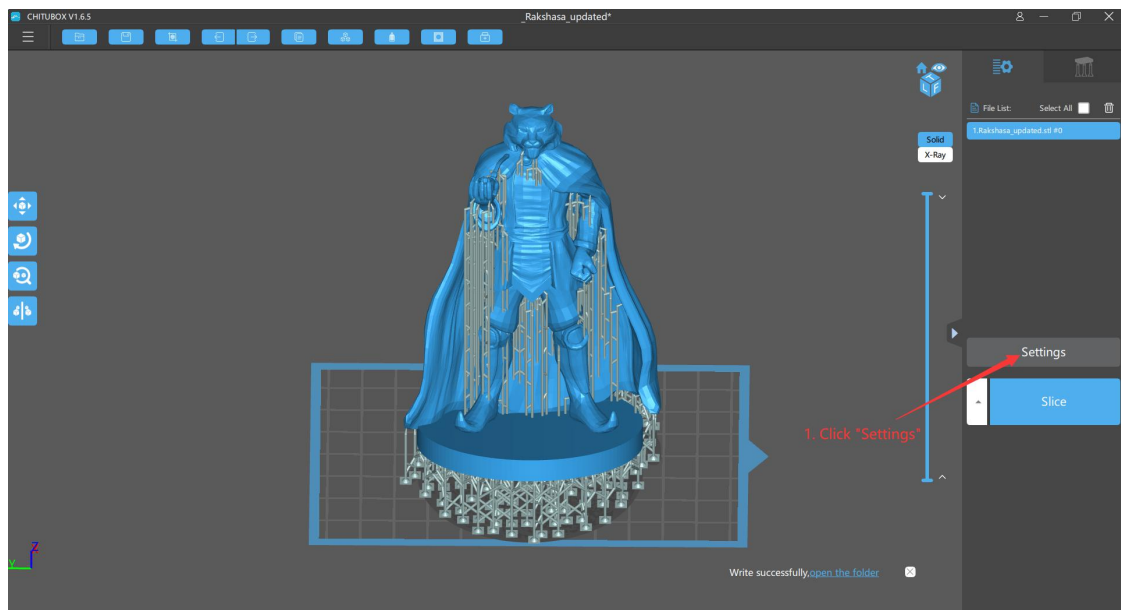 CHITUBOX V1.6.5
_Rakshasa_updated*
File List:
Select All
1.Rakshasa_updated.stl #0
Solid
X-Ray
Settings
Slice
1. Click "Settings"
Write successfully,open the folder
Z
Y
T
L F